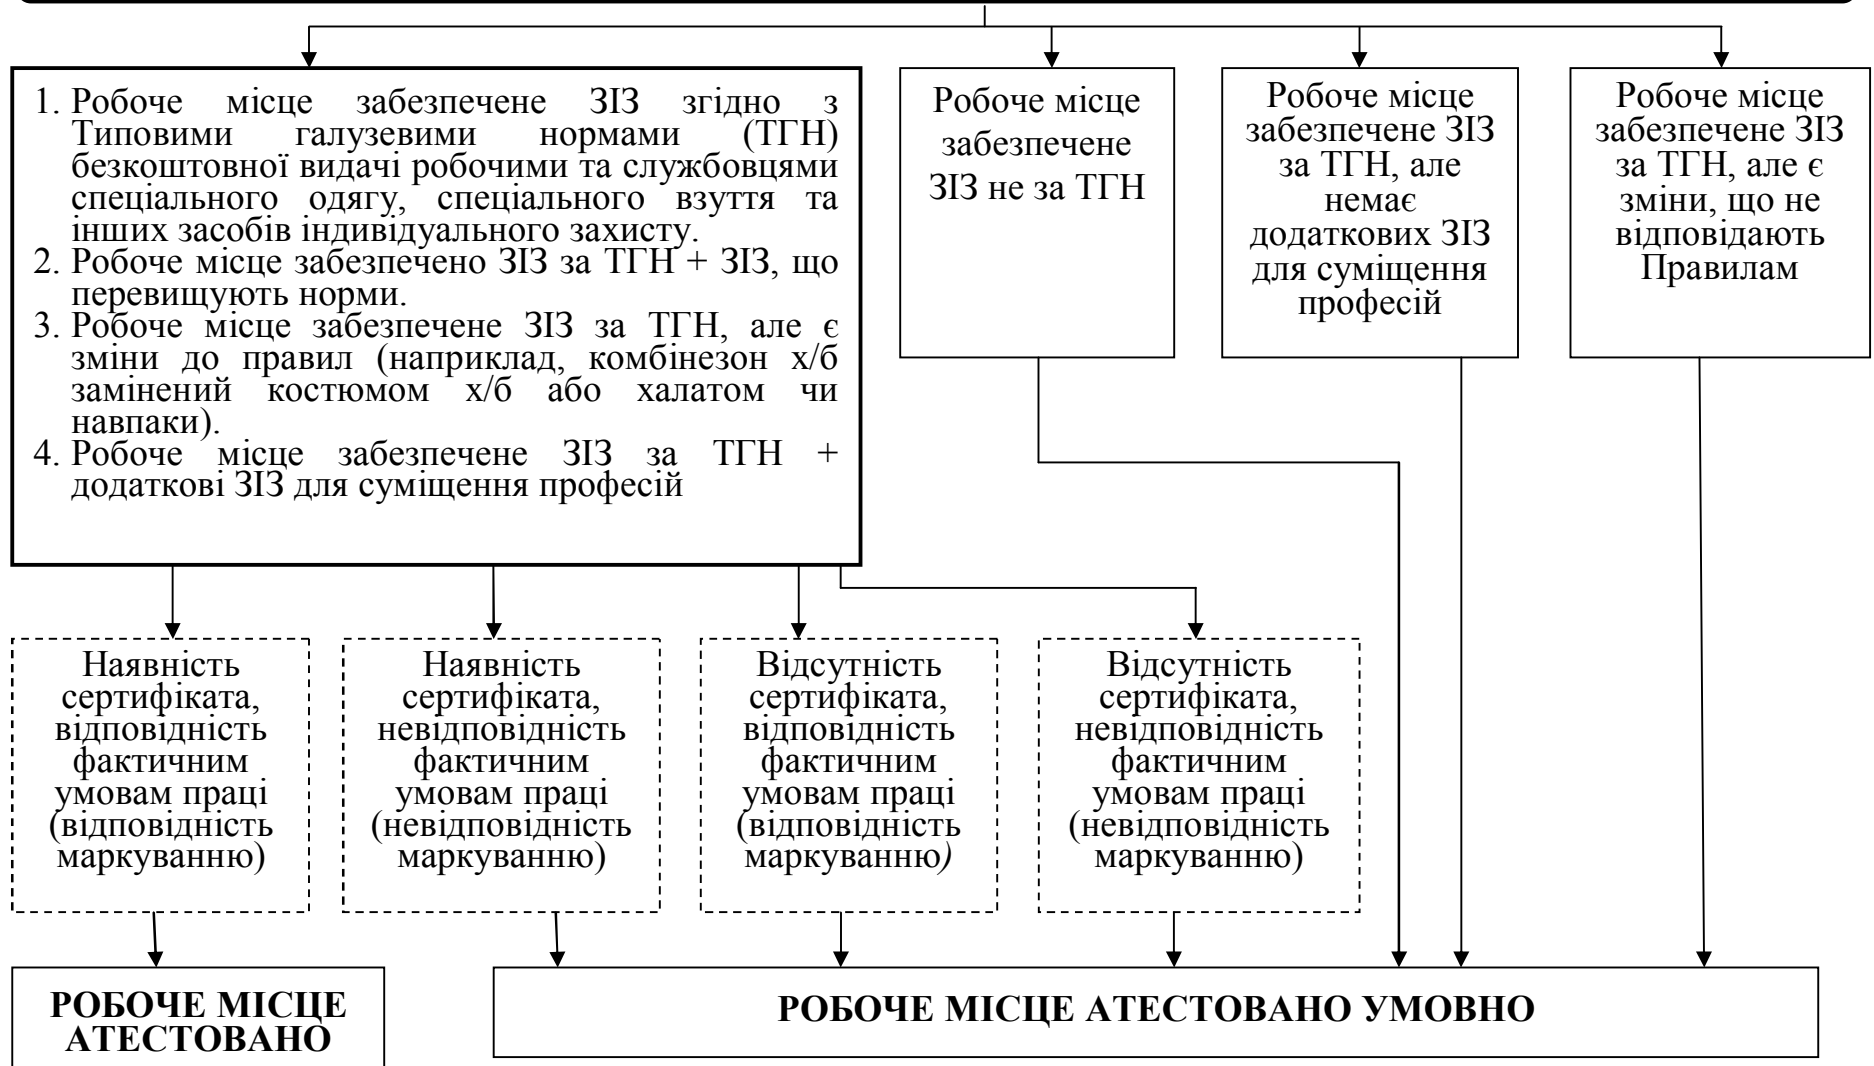 1. Робоче місце забезпечене ЗІЗ згідно з
Типовими галузевими нормами (ТГН)
безкоштовної видачі робочими та службовцями
спеціального одягу, спеціального взуття та
інших засобів індивідуального захисту.
2. Робоче місце забезпечено ЗІЗ за ТГН + ЗІЗ, що
перевищують норми.
3. Робоче місце забезпечене ЗІЗ за ТГН, але є
зміни до правил (наприклад, комбінезон х/б
замінений костюмом х/б або халатом чи
навпаки).
4. Робоче місце забезпечене ЗІЗ за ТГН +
додаткові ЗІЗ для суміщення професій
Робоче місце
забезпечене
ЗІЗ не за ТГН
Робоче місце
забезпечене ЗІЗ
за ТГН, але
немає
додаткових ЗІЗ
для суміщення
професій
Робоче місце
забезпечене ЗІЗ
за ТГН, але є
зміни, що не
відповідають
Правилам
Наявність
сертифіката,
відповідність
фактичним
умовам праці
(відповідність
маркуванню)
Наявність
сертифіката,
невідповідність
фактичним
умовам праці
(невідповідність
маркуванню)
Відсутність
сертифіката,
відповідність
фактичним
умовам праці
(відповідність
маркуванню)
Відсутність
сертифіката,
невідповідність
фактичним
умовам праці
(невідповідність
маркуванню)
РОБОЧЕ МІСЦЕ
АТЕСТОВАНО
РОБОЧЕ МІСЦЕ АТЕСТОВАНО УМОВНО